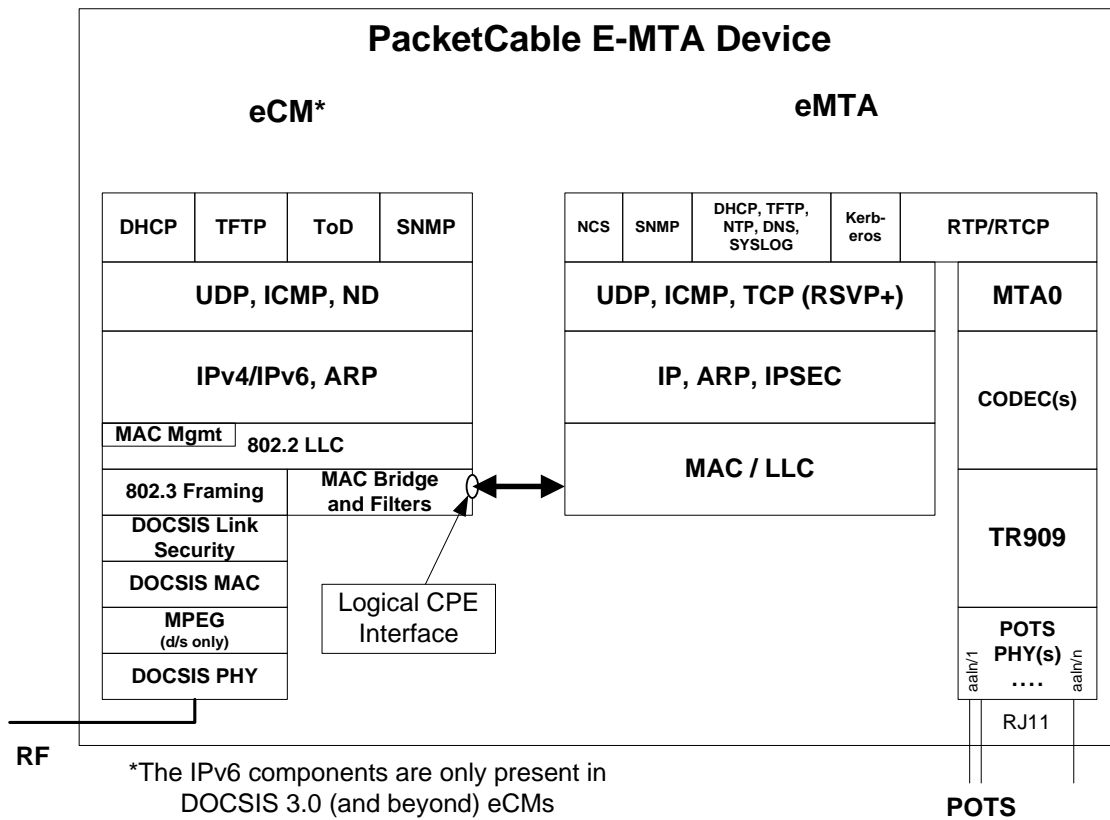 PacketCable E-MTA Device
eCM*
eMTA
DHCP
TFTP
ToD
SNMP
UDP, ICMP, ND
IPv4/IPv6, ARP
MAC Mgmt
802.2 LLC
802.3 Framing
MAC Bridge
and Filters
DOCSIS Link
Security
DOCSIS MAC
MPEG
(d/s only)
DOCSIS PHY
Logical CPE
Interface
NCS
SNMP
DHCP, TFTP,
NTP, DNS,
SYSLOG
Kerb-
eros
RTP/RTCP
UDP, ICMP, TCP (RSVP+)
IP, ARP, IPSEC
MAC / LLC
MTA0
CODEC(s)
TR909
POTS
PHY(s)
....
aaln/1
aaln/n
RJ11
RF
POTS
*The IPv6 components are only present in
DOCSIS 3.0 (and beyond) eCMs